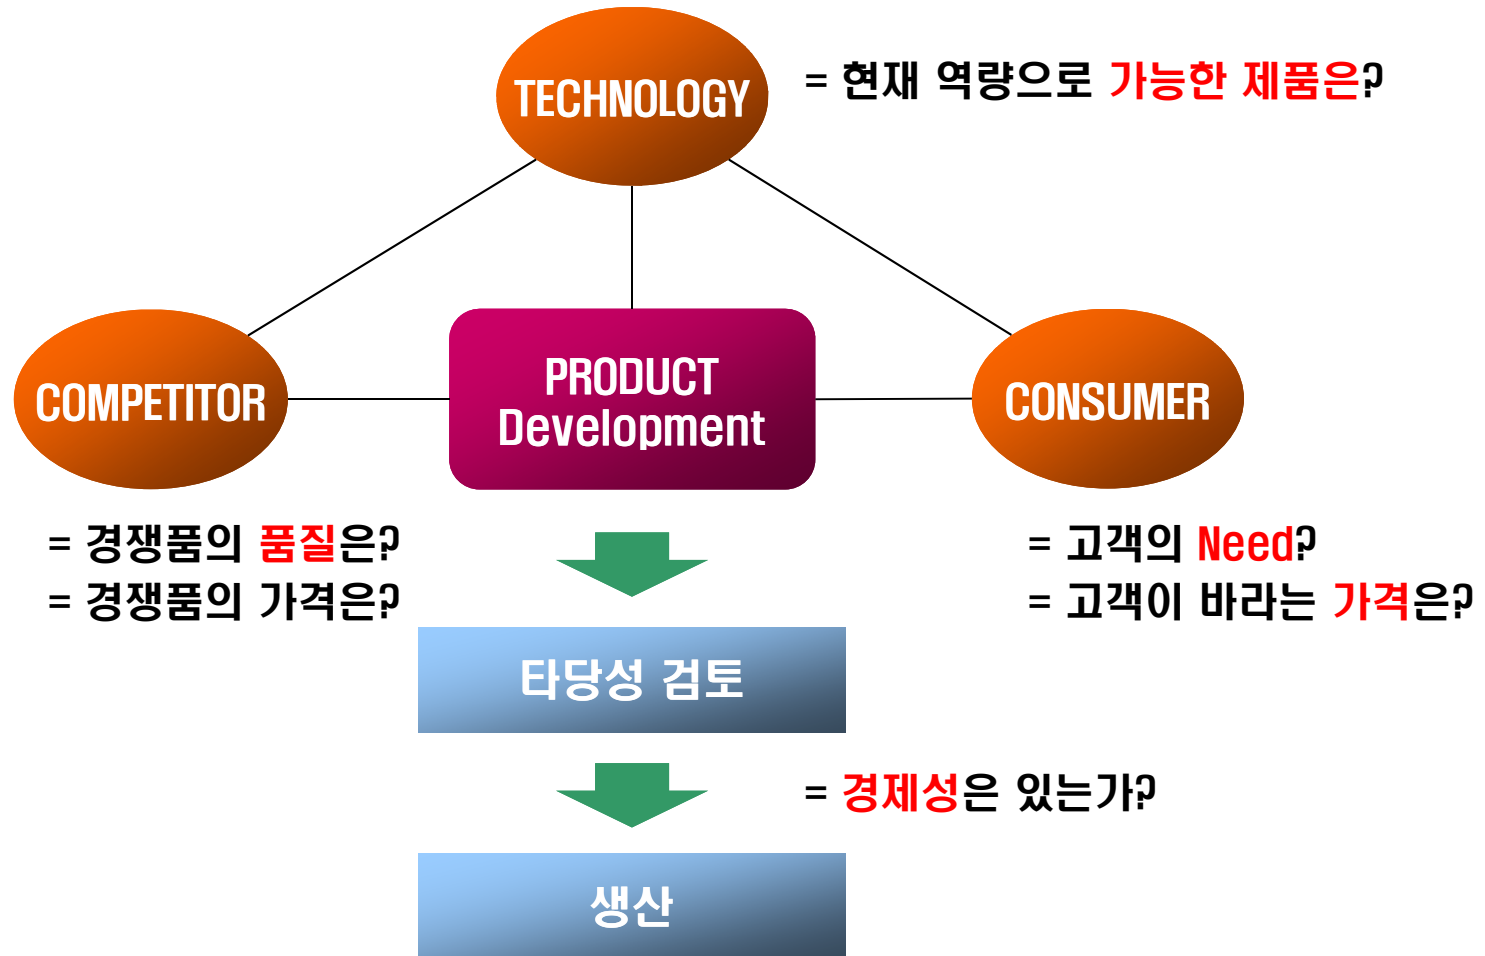 TECHNOLOGY
= 현재 역량으로 가능한 제품은?
COMPETITOR
PRODUCT
Development
CONSUMER
= 경쟁품의 품질은?
= 경쟁품의 가격은?
= 고객의 Need?
= 고객이 바라는 가격은?
타당성 검토
= 경제성은 있는가?
생산